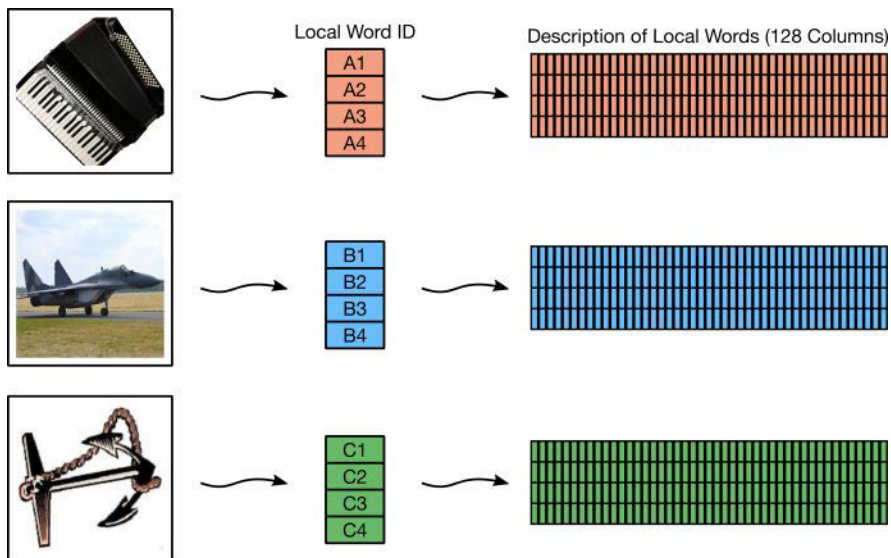 Local Word ID
Description of Local Words (128 Columns)
A1
A2
A3
A4
B1
B2
B3
B4
C1
C2
C3
C4